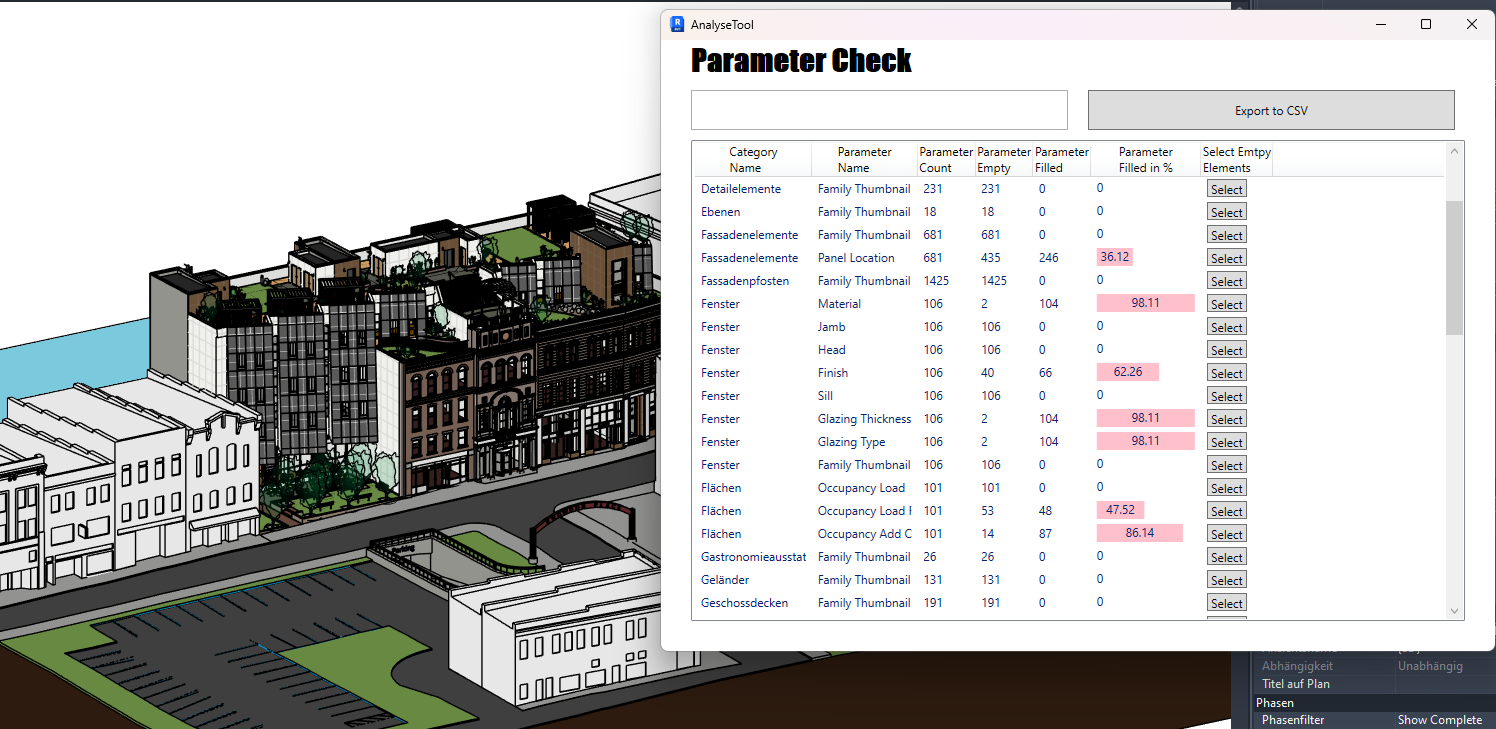 AnalyseTool
Parameter Check
Export to CSV
Category Name Parameter Name Parameter Count Parameter Empty Parameter Filled Parameter Filled in % Select Emtpy Elements
Detailelemente Family Thumbnail 231 231 0 0 Select
Ebenen Family Thumbnail 18 18 0 0 Select
Fassadenelemente Family Thumbnail 681 681 0 0 Select
Fassadenelemente Panel Location 681 435 246 36.12 Select
Fassadenpfosten Family Thumbnail 1425 1425 0 0 Select
Fenster Material 106 2 104 98.11 Select
Fenster Jamb 106 106 0 0 Select
Fenster Head 106 106 0 0 Select
Fenster Finish 106 40 66 62.26 Select
Fenster Sill 106 106 0 0 Select
Fenster Glazing Thickness 106 2 104 98.11 Select
Fenster Glazing Type 106 2 104 98.11 Select
Fenster Family Thumbnail 106 106 0 0 Select
Flächen Occupancy Load 101 101 0 0 Select
Flächen Occupancy Load F 101 53 48 47.52 Select
Flächen Occupancy Add O 101 14 87 86.14 Select
Gastronomieausstat Family Thumbnail 26 26 0 0 Select
Geländer Family Thumbnail 131 131 0 0 Select
Geschossdecken Family Thumbnail 191 191 0 0 Select
Parking
Abhängigkeit Unabhängig
Titel auf Plan
Phasen
Phasenfilter Show Complete